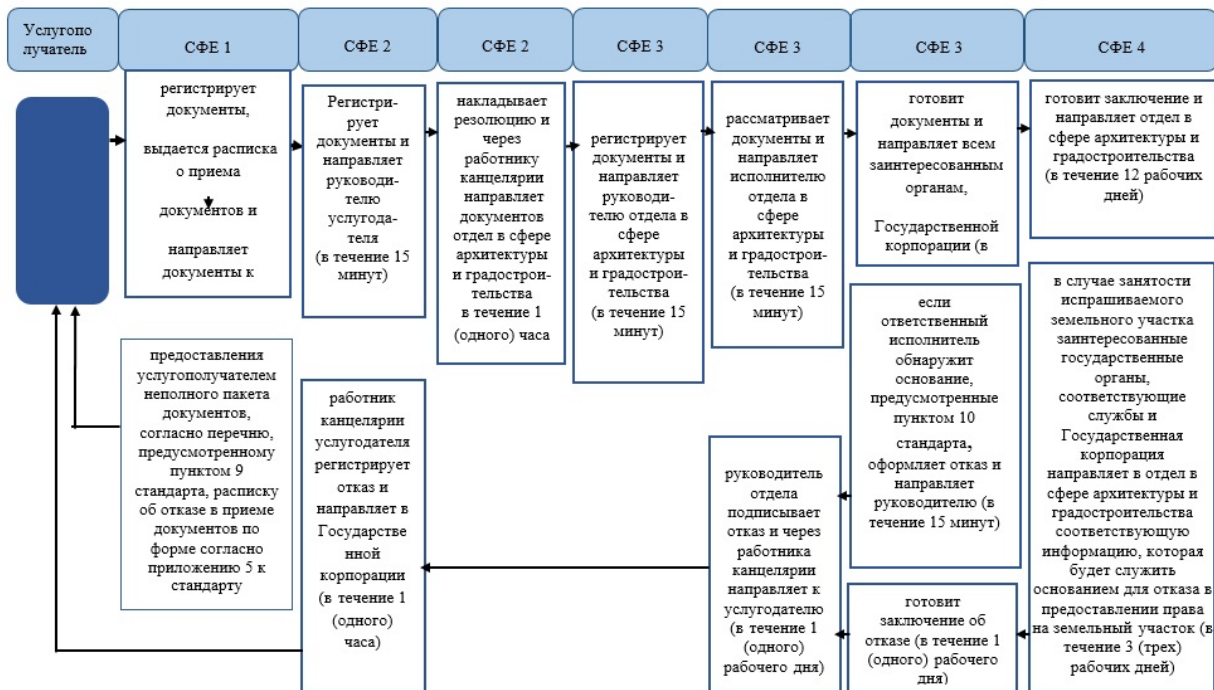 Услугопо
лучатель
СФЕ 1
СФЕ 2
СФЕ 2
СФЕ 3
СФЕ 3
СФЕ 3
СФЕ 4
регистрирует
документы,
выдается расписка
о приема
документов и
направляет
документы к
Регистри-
рует
документы и
направляет
руководи-
телю
услугода-
теля
(в течение 15
минут)
накладывает
резолюцию и
через
работнику
канцелярии
направляет
документов
отдел в сфере
архитектуры
и градострои-
тельства
в течение 1
(одного) часа
регистрирует
документы и
направляет
руководи-
телю отдела в
сфере
архитектуры
и градострои-
тельства
(в течение 15
минут)
рассматривает
документы и
направляет
исполнителю
отдела в
сфере
архитектуры
и градострои-
тельства
(в течение 15
минут)
готовит
документы и
направляет всем
заинтересованным
органам,
Государственной
корпорации (в
готовит заключение и
направляет отдел в
сфере архитектуры и
градостроительства
(в течение 12 рабочих
дней)
предоставления
услугополучателем
неполного пакета
документов,
согласно перечню,
предусмотренному
пунктом 9
стандарта, расписку
об отказе в приеме
документов по
форме согласно
приложению 5 к
стандарту
работник
канцелярии
услугодателя
регистрирует
отказ и
направляет в
Государстве
нной
корпорации
(в течение 1
(одного)
часа)
руководитель
отдела
подписывает
отказ и через
работника
канцелярии
направляет к
услугодателю
(в течение 1
(одного)
рабочего дня)
если
ответственный
исполнитель
обнаружит
основание,
предусмотренные
пунктом 10
стандарта,
оформляет отказ и
направляет
руководителю (в
течение 15 минут)
готовит
заключение об
отказе (в течение 1
(одного) рабочего
дня)
в случае занятости
испрашиваемого
земельного участка
заинтересованные
государственные
органы,
соответствующие
службы и
Государственная
корпорация
направляет в отдел в
сфере архитектуры и
градостроительства
соответствующую
информацию, которая
будет служить
основанием для отказа в
предоставлении права
на земельный участок (в
течение 3 (трех)
рабочих дней)